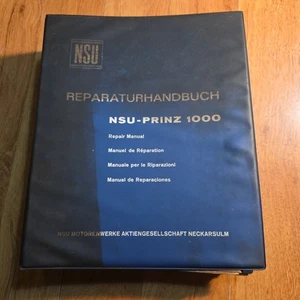 NSU
REPARATURHANDBUCH
NSU-PRINZ 1000
Repair Manual
Manuel de Réparation
Manuale per le Riparazioni
Manual de Reparaciones
NSU MOTORENWERKE AKTIENGESELLSCHAFT NECKARSULM